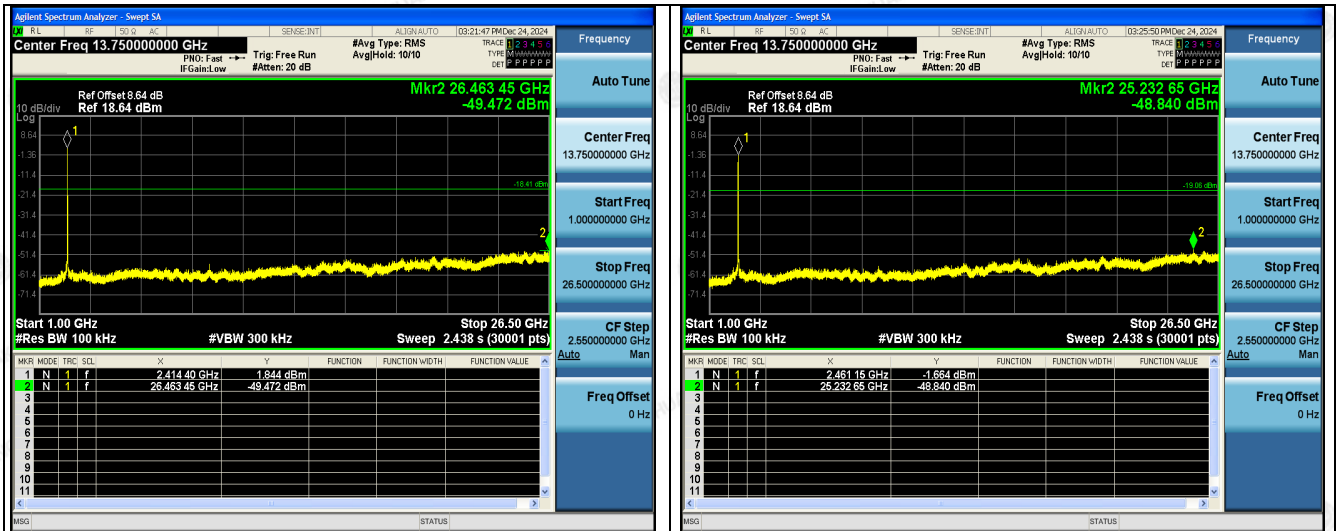 Agilent Spectrum Analyzer - Swept SA
LXI RL RF 50 Ω AC SENSE:INT ALIGNAUTO 03:21:47 PM Dec 24, 2024
Center Freq 13.750000000 GHz
#Avg Type: RMS
TRACE 1 2 3 4 5 6
PNO: Fast
Trig: Free Run
Avg|Hold: 10/10
TYPE MWWWWW
IFGain:Low
#Atten: 20 dB
DET P P P P P P
Mkr2 26.463 45 GHz
Ref Offset 8.64 dB
-49.472 dBm
10 dB/div Ref 18.64 dBm
Log
1
8.64
-1.36
-11.4
-18.41 dBm
-21.4
-31.4
2
-41.4
-51.4
-61.4
-71.4
Start 1.00 GHz Stop 26.50 GHz
#Res BW 100 kHz #VBW 300 kHz Sweep 2.438 s (30001 pts)
MKR MODE TRC SCL X Y FUNCTION FUNCTION WIDTH FUNCTION VALUE
1 N 1 f 2.414 40 GHz 1.844 dBm
2 N 1 f 26.463 45 GHz -49.472 dBm
3
4
5
6
7
8
9
10
11
MSG STATUS
Frequency
Auto Tune
Center Freq
13.750000000 GHz
Start Freq
1.000000000 GHz
Stop Freq
26.500000000 GHz
CF Step
2.550000000 GHz
Auto Man
Freq Offset
0 Hz
Agilent Spectrum Analyzer - Swept SA
LXI RL RF 50 Ω AC SENSE:INT ALIGNAUTO 03:25:50 PM Dec 24, 2024
Center Freq 13.750000000 GHz
#Avg Type: RMS
TRACE 1 2 3 4 5 6
PNO: Fast
Trig: Free Run
Avg|Hold: 10/10
TYPE MWWWWW
IFGain:Low
#Atten: 20 dB
DET P P P P P P
Mkr2 25.232 65 GHz
Ref Offset 8.64 dB
-48.840 dBm
10 dB/div Ref 18.64 dBm
Log
1
8.64
-1.36
-11.4
-19.06 dBm
-21.4
-31.4
2
-41.4
-51.4
-61.4
-71.4
Start 1.00 GHz Stop 26.50 GHz
#Res BW 100 kHz #VBW 300 kHz Sweep 2.438 s (30001 pts)
MKR MODE TRC SCL X Y FUNCTION FUNCTION WIDTH FUNCTION VALUE
1 N 1 f 2.461 15 GHz -1.664 dBm
2 N 1 f 25.232 65 GHz -48.840 dBm
3
4
5
6
7
8
9
10
11
MSG STATUS
Frequency
Auto Tune
Center Freq
13.750000000 GHz
Start Freq
1.000000000 GHz
Stop Freq
26.500000000 GHz
CF Step
2.550000000 GHz
Auto Man
Freq Offset
0 Hz